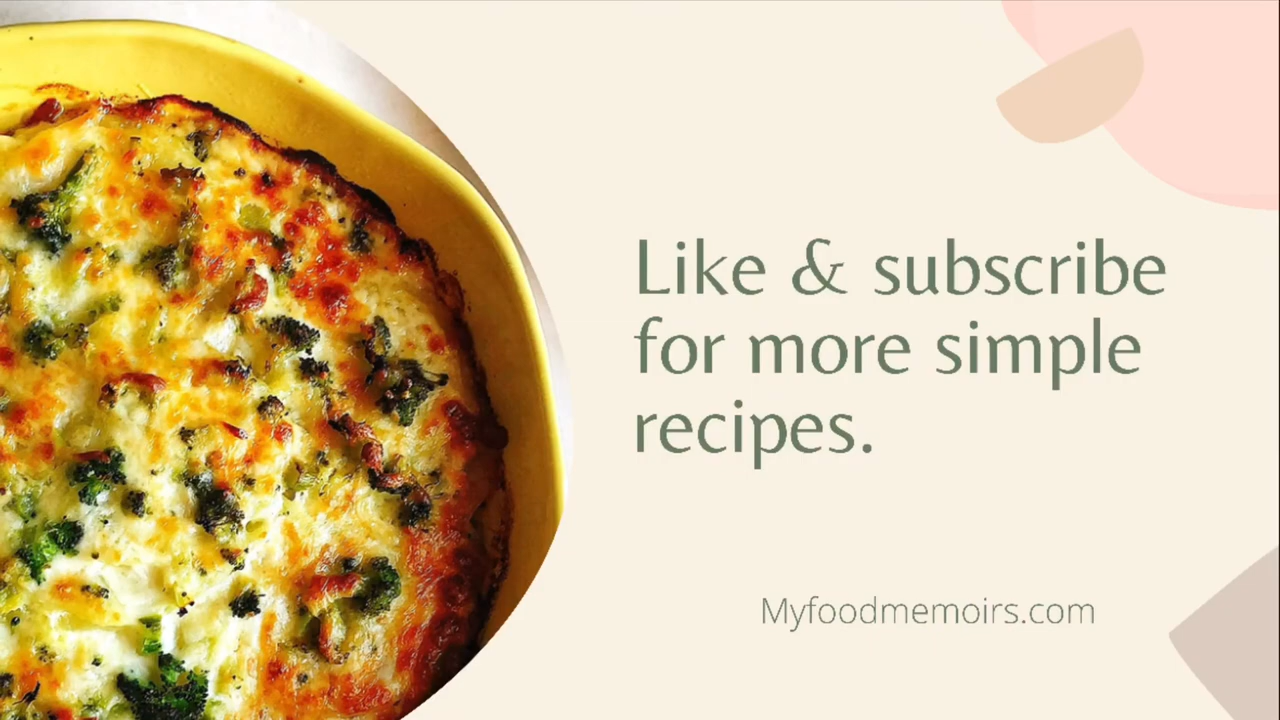 Like & subscribe
for more simple
recipes.
Myfoodmemoirs.com